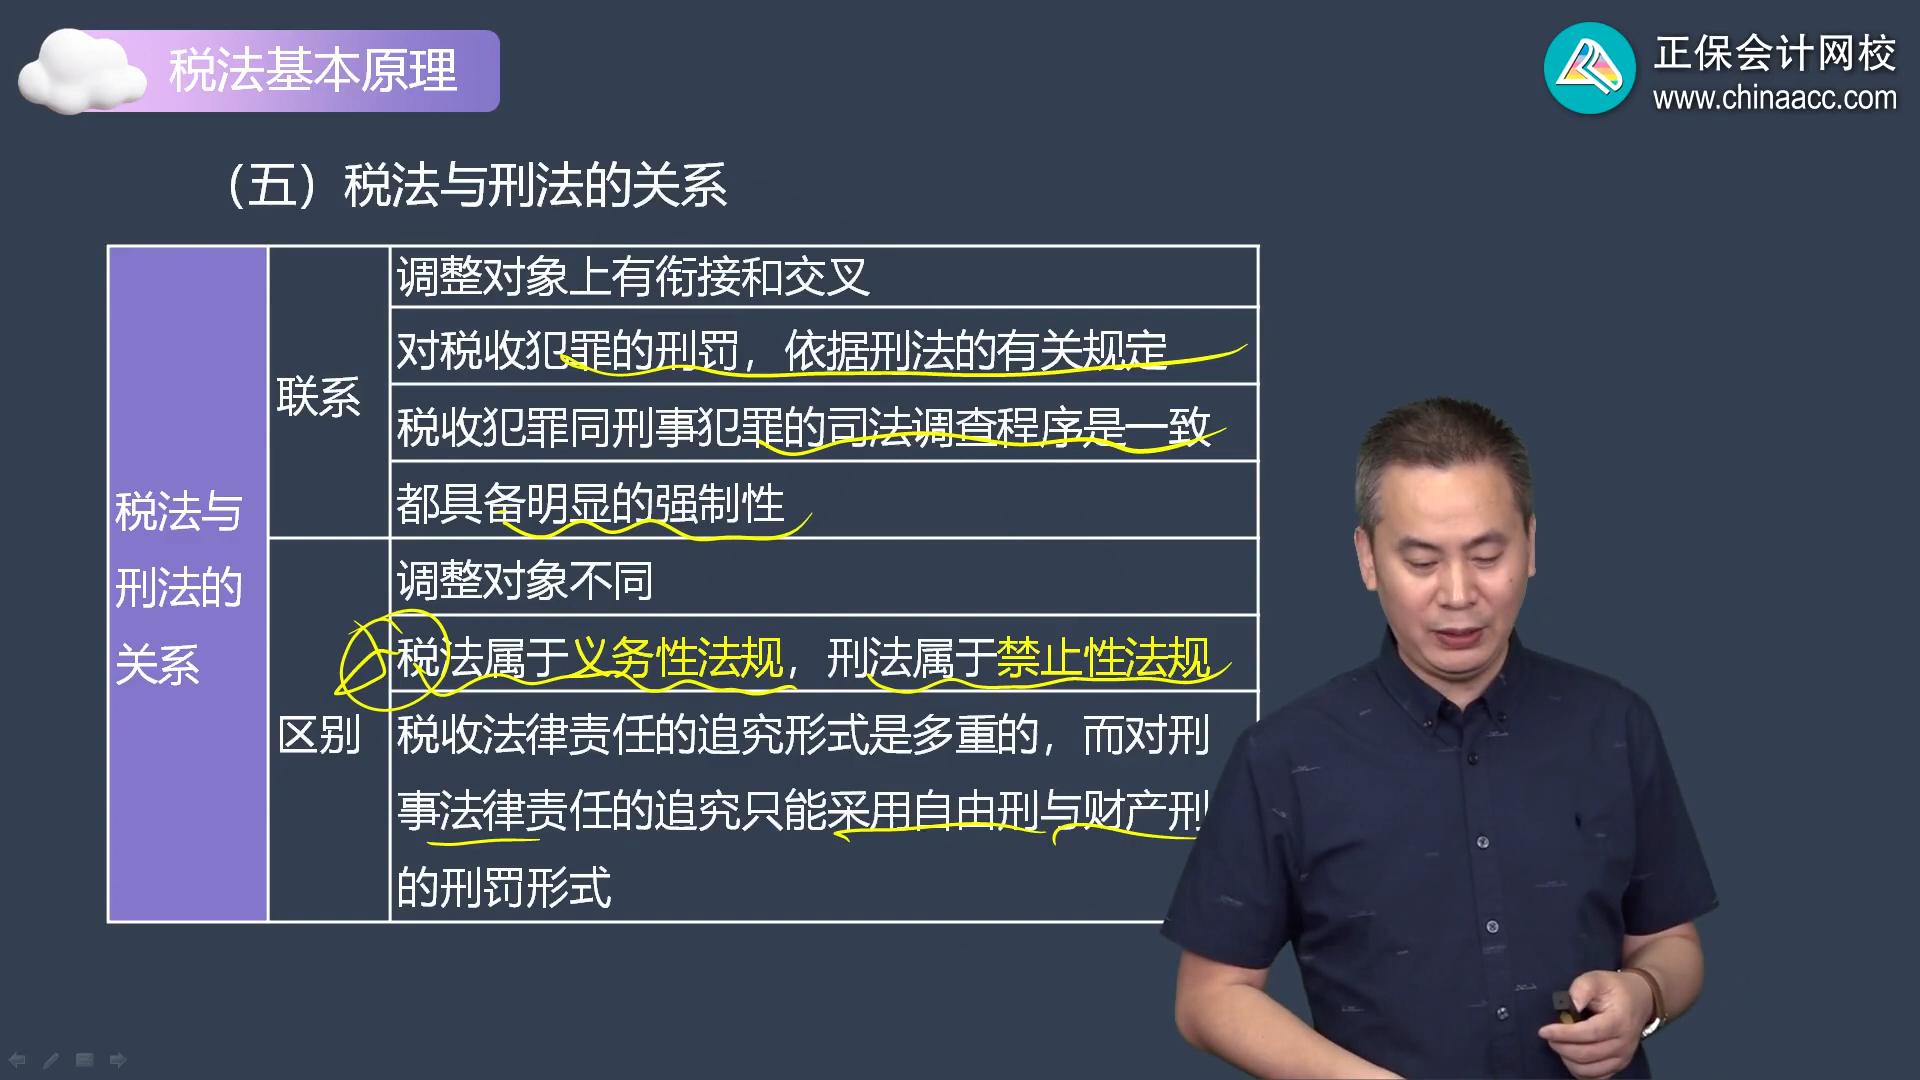 税法基本原理
正保会计网校
www.chinaacc.com
（五）税法与刑法的关系
税法与
刑法的
关系
联系
调整对象上有衔接和交叉
对税收犯罪的刑罚，依据刑法的有关规定
税收犯罪同刑事犯罪的司法调查程序是一致
都具备明显的强制性
区别
调整对象不同
税法属于义务性法规，刑法属于禁止性法规
税收法律责任的追究形式是多重的，而对刑
事法律责任的追究只能采用自由刑与财产刑
的刑罚形式